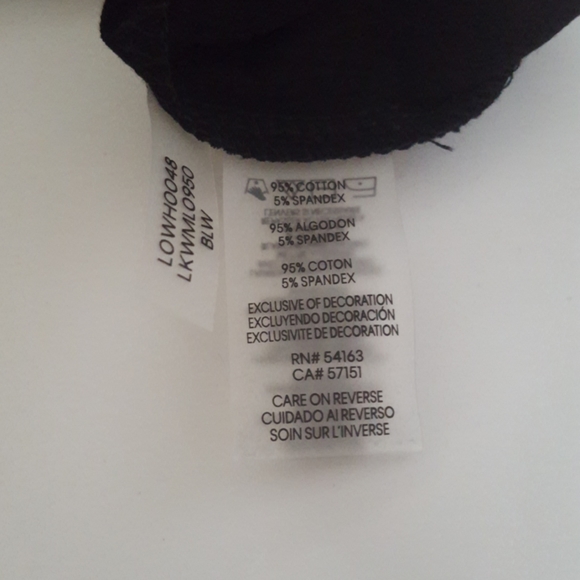 LOWH0048
LKWML0950
BLW
95% COTTON
5% SPANDEX
95% ALGODON
5% SPANDEX
95% COTON
5% SPANDEX
EXCLUSIVE OF DECORATION
EXCLUYENDO DECORACIÓN
EXCLUSIVITE DE DECORATION
RN# 54163
CA# 57151
CARE ON REVERSE
CUIDADO Al REVERSO
SOIN SUR L'INVERSE